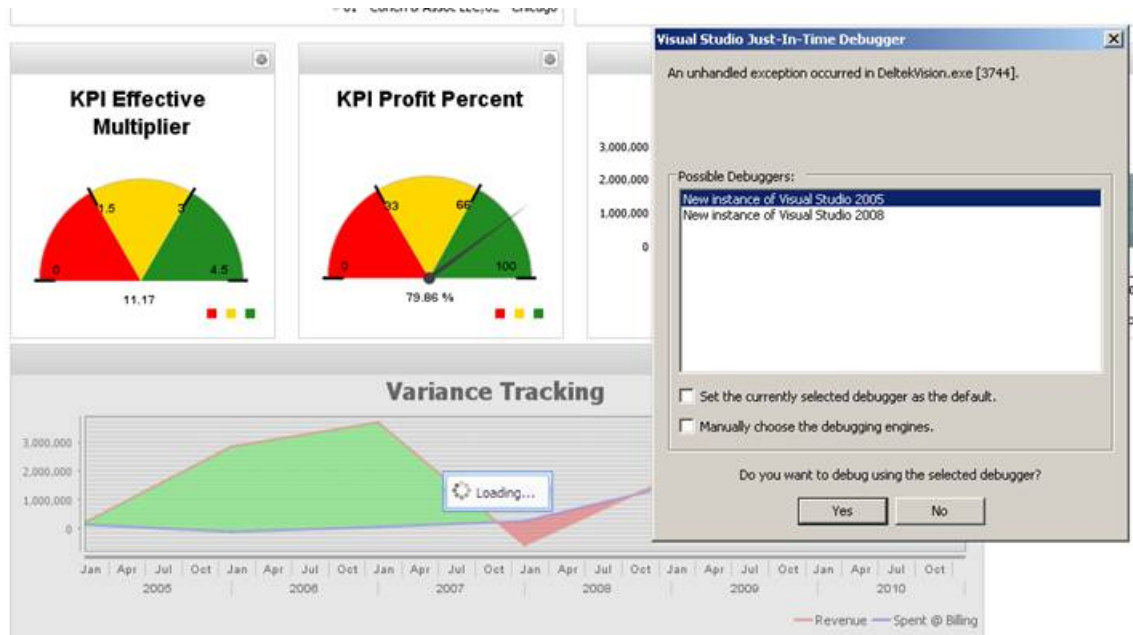 Chicago
KPI Effective
Multiplier
1.5
3
0
4.5
11.17
KPI Profit Percent
33
66
0
100
79.86 %
3,000,000
2,000,000
1,000,000
0
Visual Studio Just-In-Time Debugger
An unhandled exception occurred in DeltekVision.exe [3744].
Possible Debuggers:
New instance of Visual Studio 2005
New instance of Visual Studio 2008
Set the currently selected debugger as the default.
Manually choose the debugging engines.
Do you want to debug using the selected debugger?
Yes No
Variance Tracking
3,000,000
2,000,000
1,000,000
0
Loading...
Jan Apr Jul Oct Jan Apr Jul Oct Jan Apr Jul Oct Jan Apr Jul Oct Jan Apr Jul Oct Jan Apr Jul Oct
2005 2006 2007 2008 2009 2010
Revenue Spent @ Billing